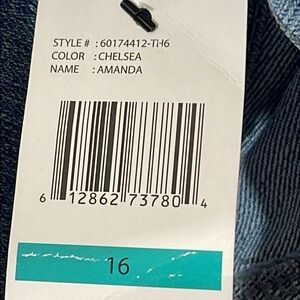 STYLE # : 60174412-TH6
COLOR : CHELSEA
NAME : AMANDA
6 12862 73780 4
16